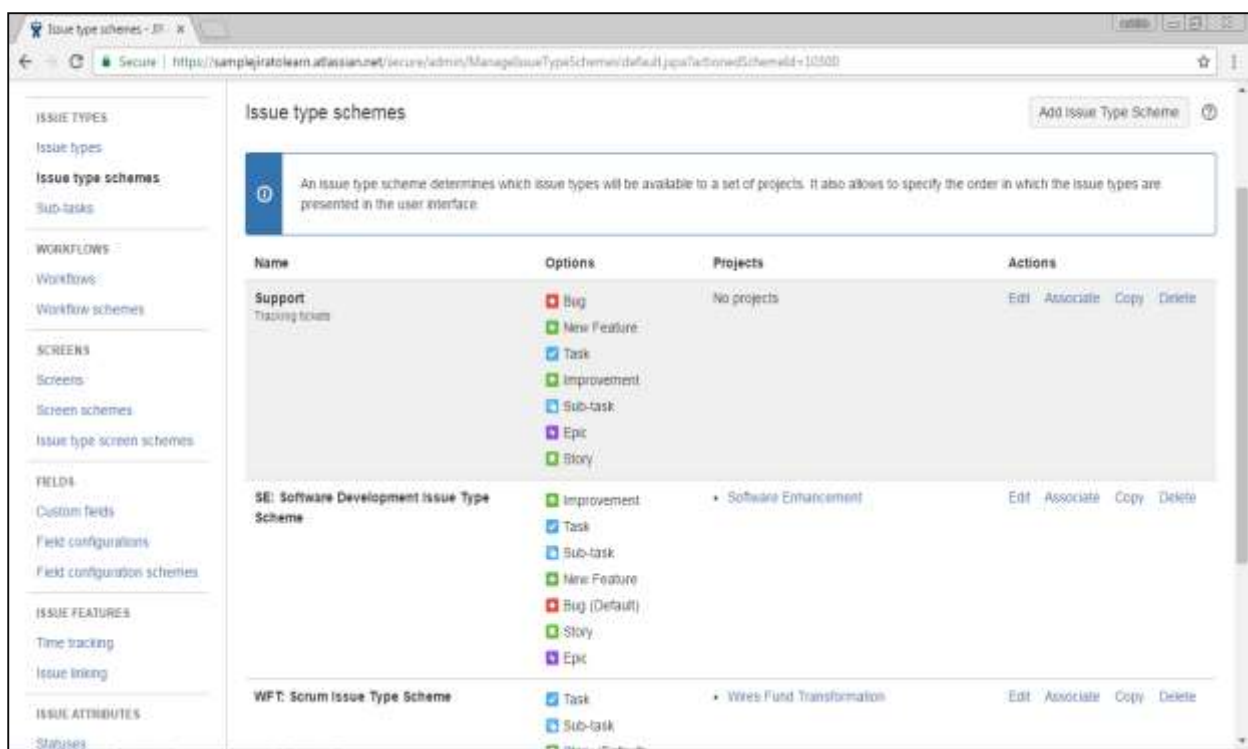 Issue type schemes - JI
Secure | https://samplejiratolearn.atlassian.net/secure/admin/ManageIssueTypeSchemes!default.jspa?actionedSchemeId=10300
ISSUE TYPES
Issue types
Issue type schemes
Sub-tasks
WORKFLOWS
Workflows
Workflow schemes
SCREENS
Screens
Screen schemes
Issue type screen schemes
FIELDS
Custom fields
Field configurations
Field configuration schemes
ISSUE FEATURES
Time tracking
Issue linking
ISSUE ATTRIBUTES
Statuses
Issue type schemes
Add Issue Type Scheme
An issue type scheme determines which issue types will be available to a set of projects. It also allows to specify the order in which the issue types are
presented in the user interface.
Name Options Projects Actions
Support Bug No projects Edit Associate Copy Delete
Tracking tickets
New Feature
Task
Improvement
Sub-task
Epic
Story
SE: Software Development Issue Type Improvement • Software Enhancement Edit Associate Copy Delete
Scheme
Task
Sub-task
New Feature
Bug (Default)
Story
Epic
WFT: Scrum Issue Type Scheme Task • Wires Fund Transformation Edit Associate Copy Delete
Sub-task
Story (Default)